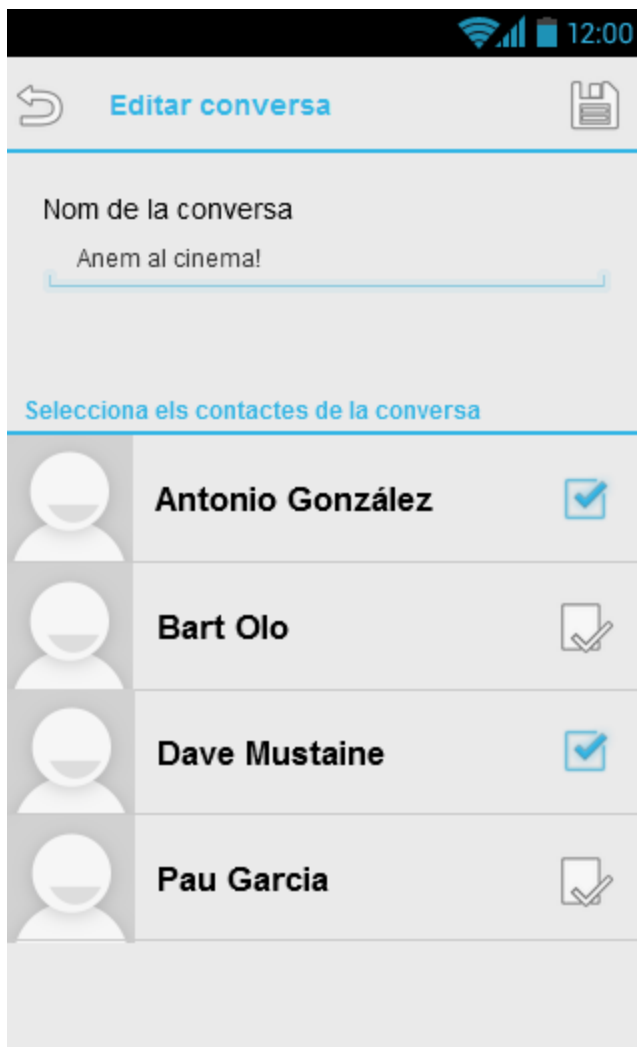 12:00
Editar conversa
Nom de la conversa
Anem al cinema!
Selecciona els contactes de la conversa
Antonio González
Bart Olo
Dave Mustaine
Pau Garcia